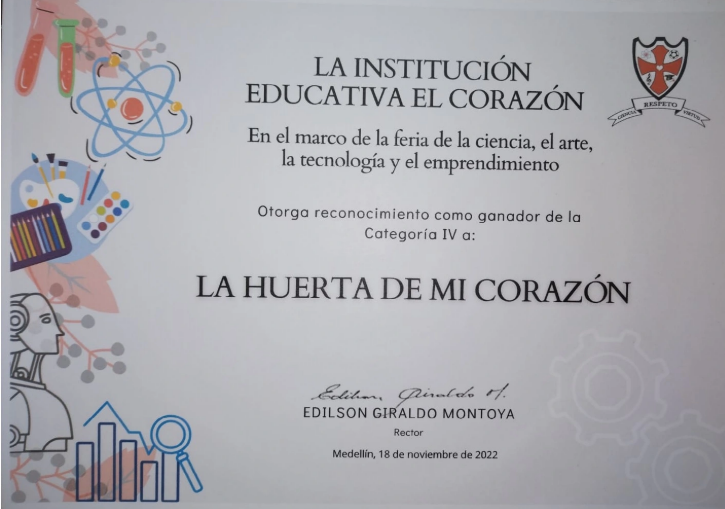 LA INSTITUCIÓN
EDUCATIVA EL CORAZÓN
En el marco de la feria de la ciencia, el arte,
la tecnología y el emprendimiento
Otorga reconocimiento como ganador de la
Categoría IV a:
LA HUERTA DE MI CORAZÓN
Edilson Giraldo M.
EDILSON GIRALDO MONTOYA
Rector
Medellín, 18 de noviembre de 2022
CIENCIA RESPETO VIRTUD